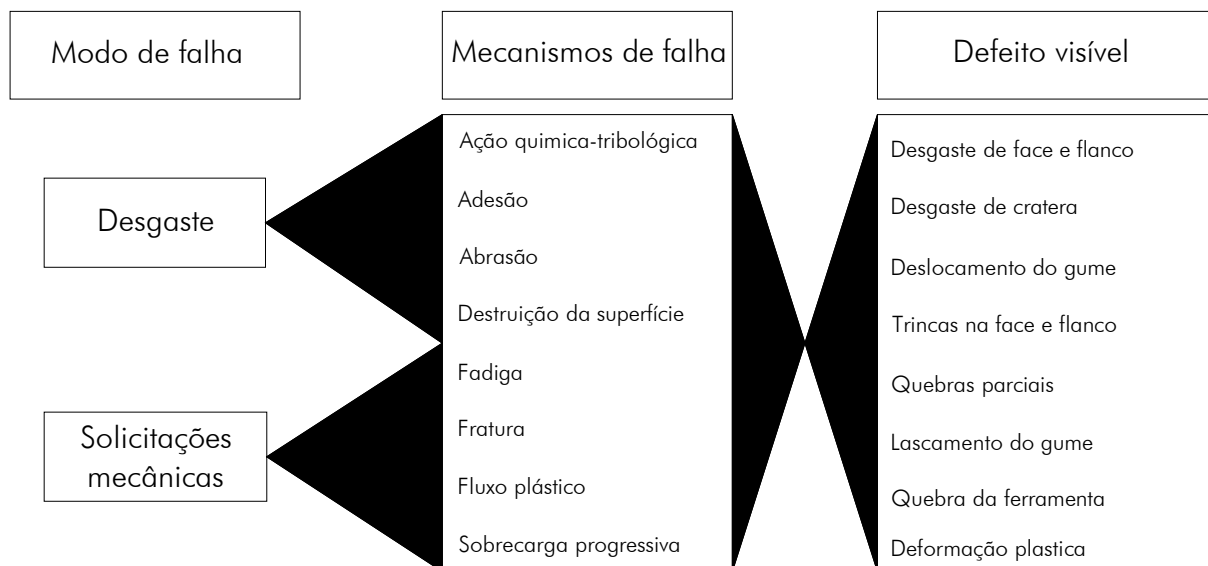 Modo de falha
Mecanismos de falha
Defeito visível
Desgaste
Solicitações
mecânicas
Ação quimica-tribológica
Adesão
Abrasão
Destruição da superfície
Fadiga
Fratura
Fluxo plástico
Sobrecarga progressiva
Desgaste de face e flanco
Desgaste de cratera
Deslocamento do gume
Trincas na face e flanco
Quebras parciais
Lascamento do gume
Quebra da ferramenta
Deformação plastica